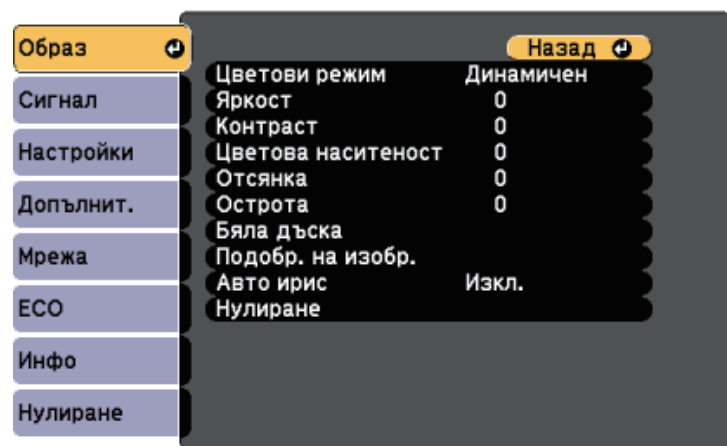 Образ
Сигнал
Настройки
Допълнит.
Мрежа
ECO
Инфо
Нулиране
Назад
Цветови режим Динамичен
Яркост 0
Контраст 0
Цветова наситеност 0
Отсянка 0
Острота 0
Бяла дъска
Подобр. на изобр.
Авто ирис Изкл.
Нулиране